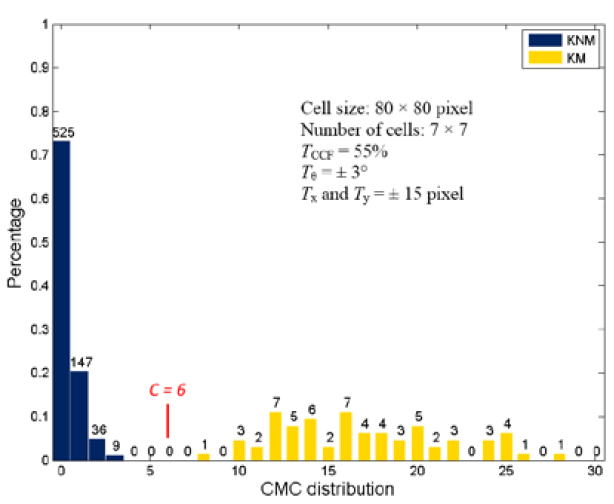 1
KNM
KM
0.9
0.8
525
Cell size: 80 × 80 pixel
Number of cells: 7 × 7
T_CCF = 55%
T_θ = ± 3°
T_x and T_y = ± 15 pixel
0.7
0.6
0.5
0.4
0.3
0.2
0.1
0
Percentage
147
36
9
0 0 0 0 1 0 3 2 7 5 6 2 7 4 4 3 5 2 3 0 3 4 1 0 1 0 0
C = 6
0 5 10 15 20 25 30
CMC distribution